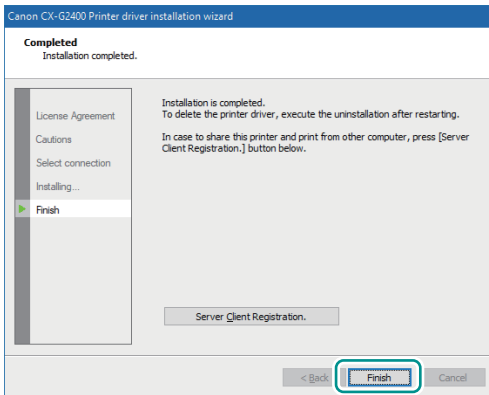 Canon CX-G2400 Printer driver installation wizard
Completed
Installation completed.
License Agreement
Cautions
Select connection
Installing...
Finish
Installation is completed.
To delete the printer driver, execute the uninstallation after restarting.
In case to share this printer and print from other computer, press [Server
Client Registration.] button below.
Server Client Registration.
< Back
Finish
Cancel